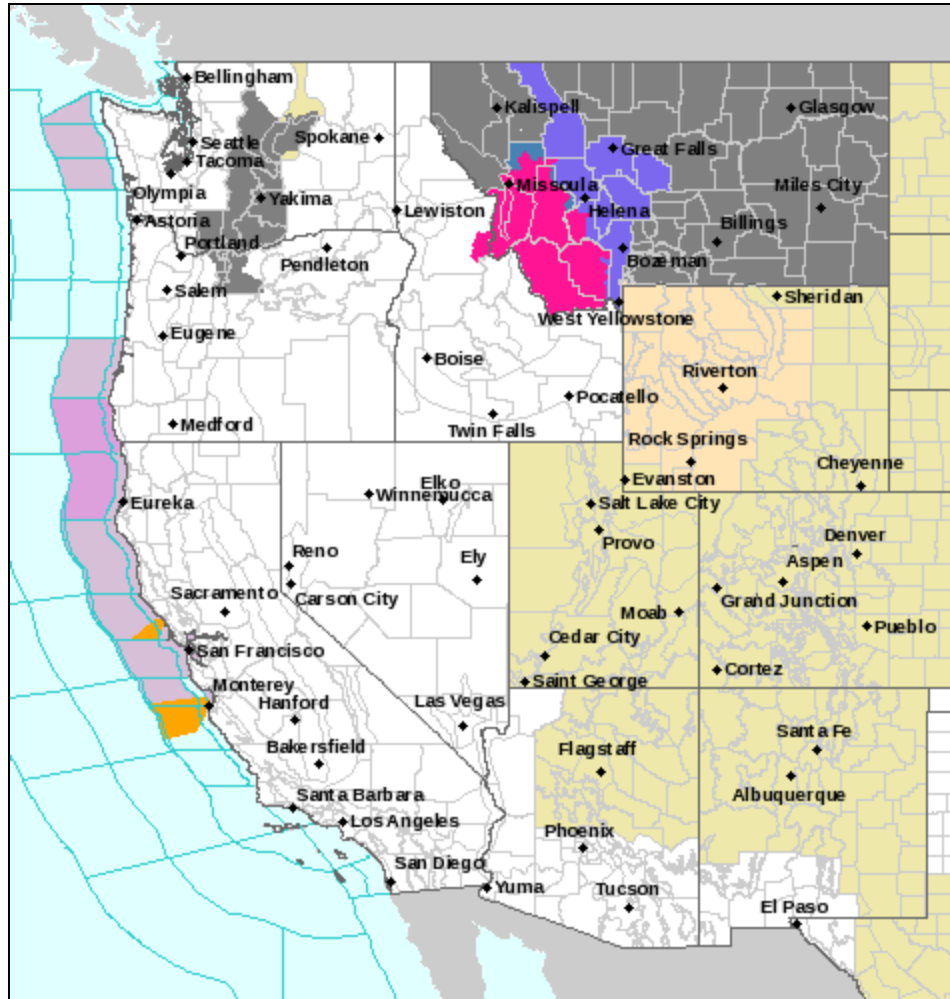 Bellingham
Kalispell
Glasgow
Seattle
Spokane
Great Falls
Tacoma
Missoula
Miles City
Olympia
Yakima
Lewiston
Helena
Astoria
Billings
Portland
Bozeman
Pendleton
Salem
Sheridan
West Yellowstone
Eugene
Boise
Riverton
Pocatello
Medford
Twin Falls
Rock Springs
Cheyenne
Elko
Evanston
Winnemucca
Eureka
Salt Lake City
Denver
Provo
Reno
Ely
Aspen
Sacramento
Carson City
Grand Junction
Moab
Pueblo
Cedar City
San Francisco
Cortez
Saint George
Monterey
Hanford
Las Vegas
Santa Fe
Bakersfield
Flagstaff
Albuquerque
Santa Barbara
Los Angeles
Phoenix
San Diego
Yuma
Tucson
El Paso